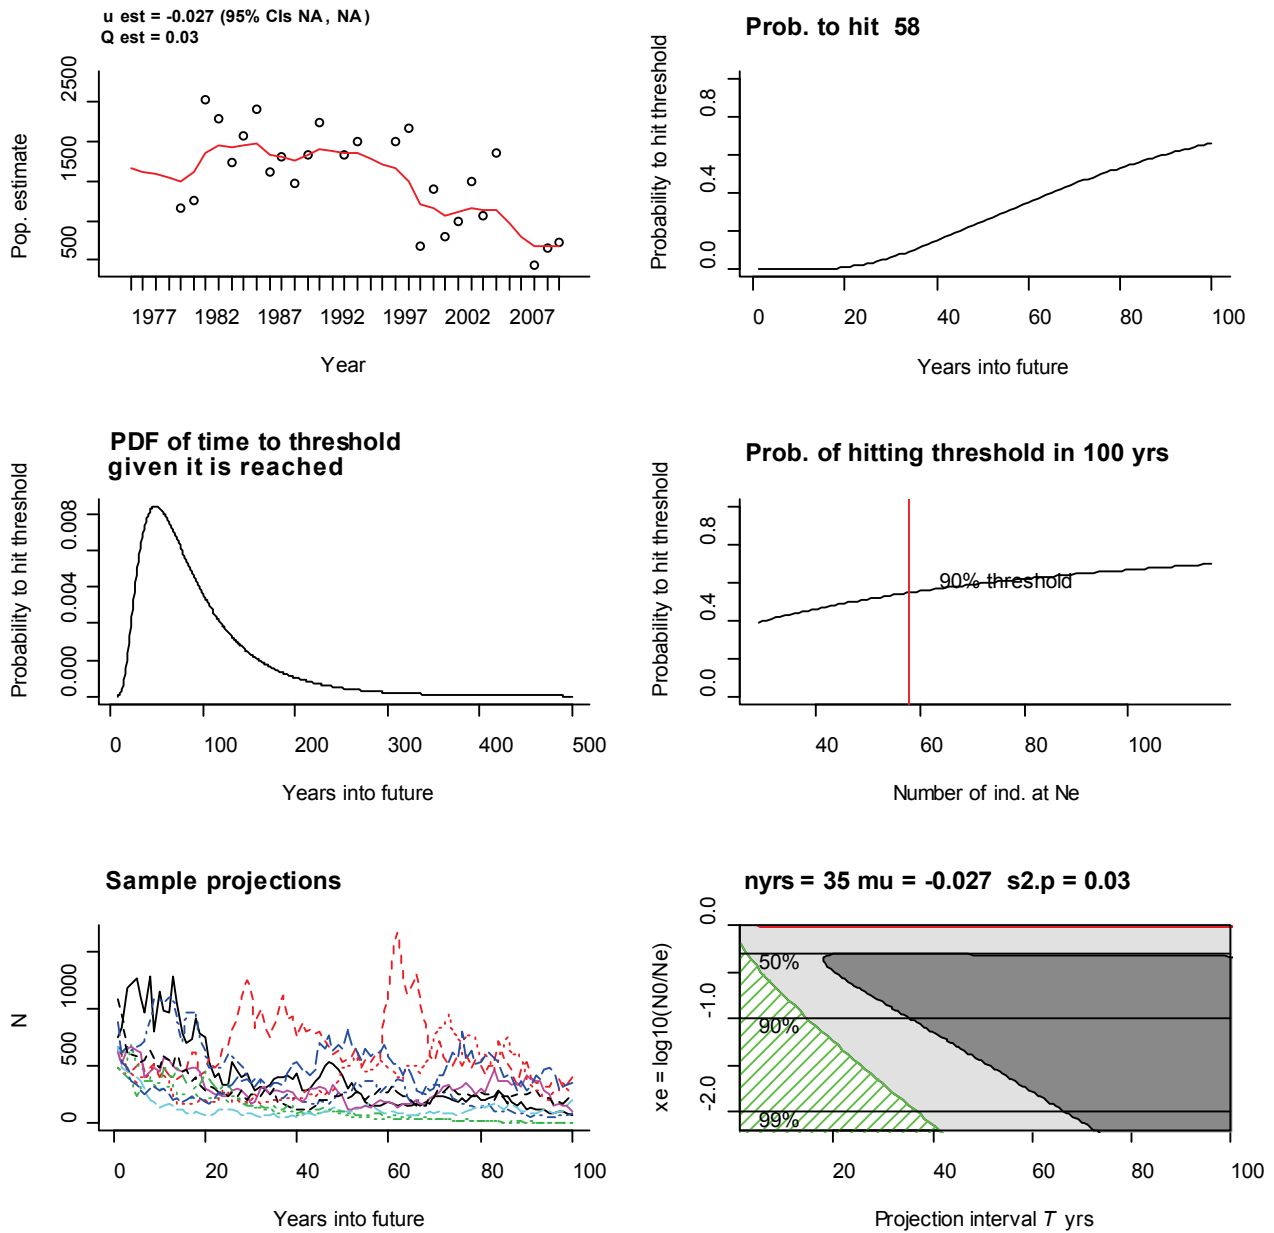 u est = -0.027 (95% CIs NA, NA)
Q est = 0.03
Pop. estimate
500
1500
2500
1977 1982 1987 1992 1997 2002 2007
Year
Prob. to hit 58
Probability to hit threshold
0.0
0.4
0.8
0 20 40 60 80 100
Years into future
PDF of time to threshold
given it is reached
Probability to hit threshold
0.000
0.004
0.008
0 100 200 300 400 500
Years into future
Prob. of hitting threshold in 100 yrs
Probability to hit threshold
0.0
0.4
0.8
90% threshold
40 60 80 100
Number of ind. at Ne
Sample projections
N
0
500
1000
0 20 40 60 80 100
Years into future
nyrs = 35 mu = -0.027 s2.p = 0.03
xe = log10(N0/Ne)
-2.0
-1.0
0.0
50%
90%
99%
20 40 60 80 100
Projection interval T yrs